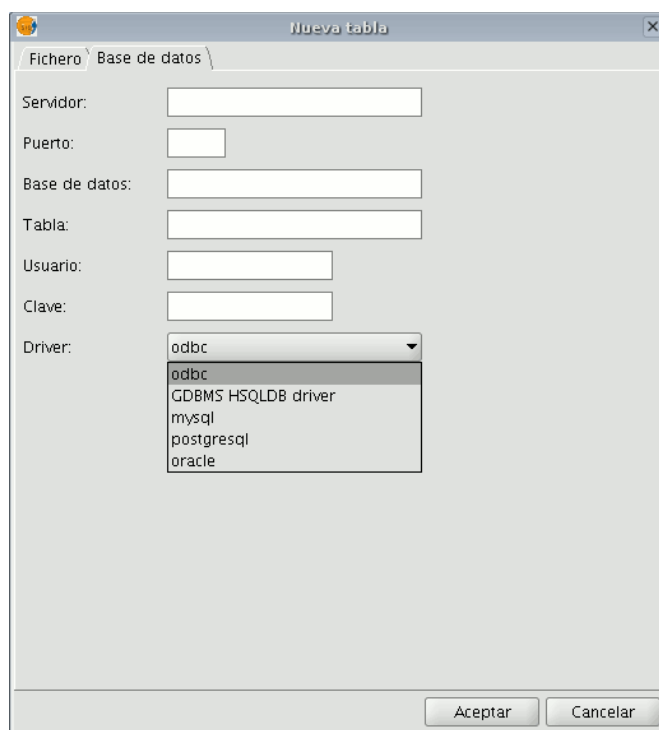 Nueva tabla
Fichero Base de datos
Servidor:
Puerto:
Base de datos:
Tabla:
Usuario:
Clave:
Driver: odbc
odbc
GDBMS HSQLDB driver
mysql
postgresql
oracle
Aceptar Cancelar